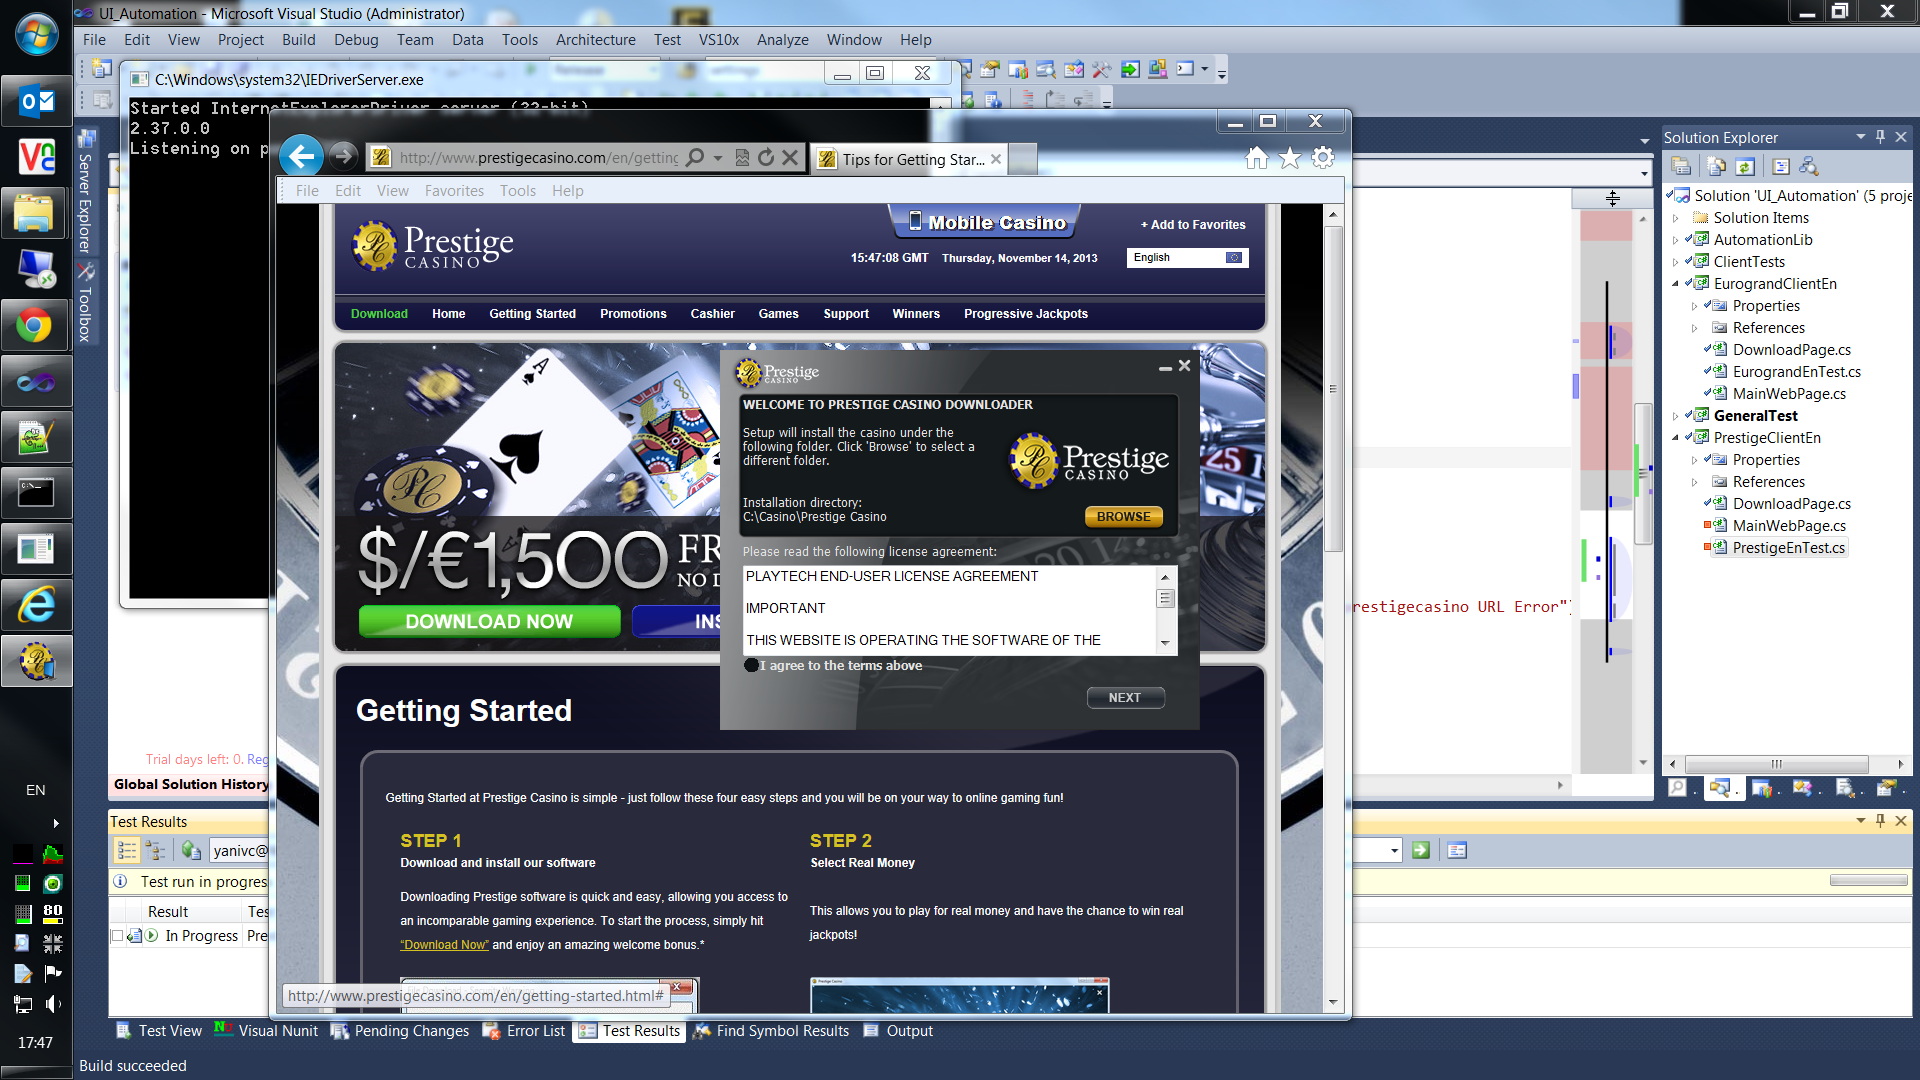 UI_Automation - Microsoft Visual Studio (Administrator)
File Edit View Project Build Debug Team Data Tools Architecture Test VS10x Analyze Window Help
C:\Windows\system32\IEDriverServer.exe
Started InternetExplorerDriver server (32-bit)
2.37.0.0
Listening on p
Server Explorer
Toolbox
http://www.prestigecasino.com/en/getting
Tips for Getting Star...
File Edit View Favorites Tools Help
Prestige
CASINO
Mobile Casino
+ Add to Favorites
15:47:08 GMT Thursday, November 14, 2013
English
Download Home Getting Started Promotions Cashier Games Support Winners Progressive Jackpots
$/€1,500 FR
NO D
DOWNLOAD NOW
INS
Prestige
CASINO
WELCOME TO PRESTIGE CASINO DOWNLOADER
Setup will install the casino under the
following folder. Click 'Browse' to select a
different folder.
Prestige
CASINO
Installation directory:
C:\Casino\Prestige Casino
BROWSE
Please read the following license agreement:
PLAYTECH END-USER LICENSE AGREEMENT
IMPORTANT
THIS WEBSITE IS OPERATING THE SOFTWARE OF THE
I agree to the terms above
NEXT
Getting Started
Getting Started at Prestige Casino is simple - just follow these four easy steps and you will be on your way to online gaming fun!
STEP 1
Download and install our software
Downloading Prestige software is quick and easy, allowing you access to
an incomparable gaming experience. To start the process, simply hit
“Download Now” and enjoy an amazing welcome bonus.*
STEP 2
Select Real Money
This allows you to play for real money and have the chance to win real
jackpots!
http://www.prestigecasino.com/en/getting-started.html#
restigecasino URL Error")
Solution Explorer
Solution 'UI_Automation' (5 proje
Solution Items
AutomationLib
ClientTests
EurograndClientEn
Properties
References
DownloadPage.cs
EurograndEnTest.cs
MainWebPage.cs
GeneralTest
PrestigeClientEn
Properties
References
DownloadPage.cs
MainWebPage.cs
PrestigeEnTest.cs
Trial days left: 0. Reg
Global Solution History
Test Results
yanivc@
Test run in progres
Result Tes
In Progress Pre
Test View Visual Nunit Pending Changes Error List Test Results Find Symbol Results Output
Build succeeded
EN
80
17:47